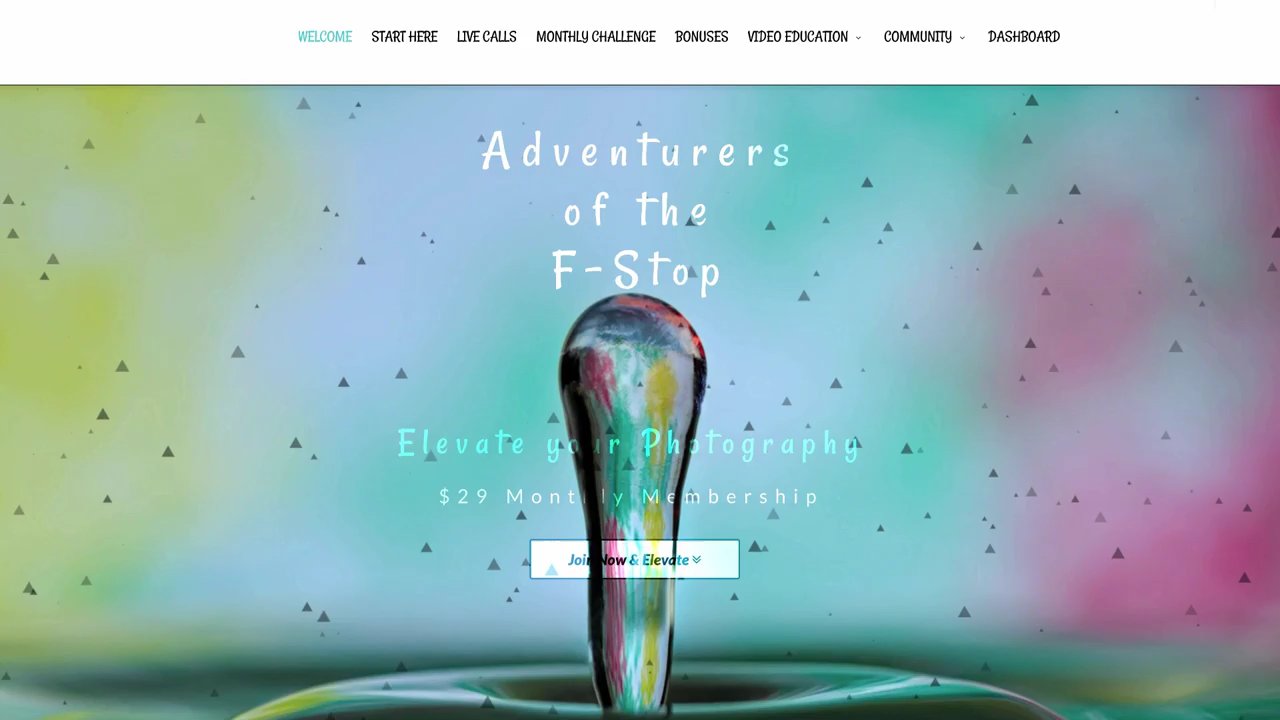 WELCOME START HERE LIVE CALLS MONTHLY CHALLENGE BONUSES VIDEO EDUCATION COMMUNITY DASHBOARD
Adventurers
of the
F-Stop
Elevate your Photography
$29 Monthly Membership
Join Now & Elevate